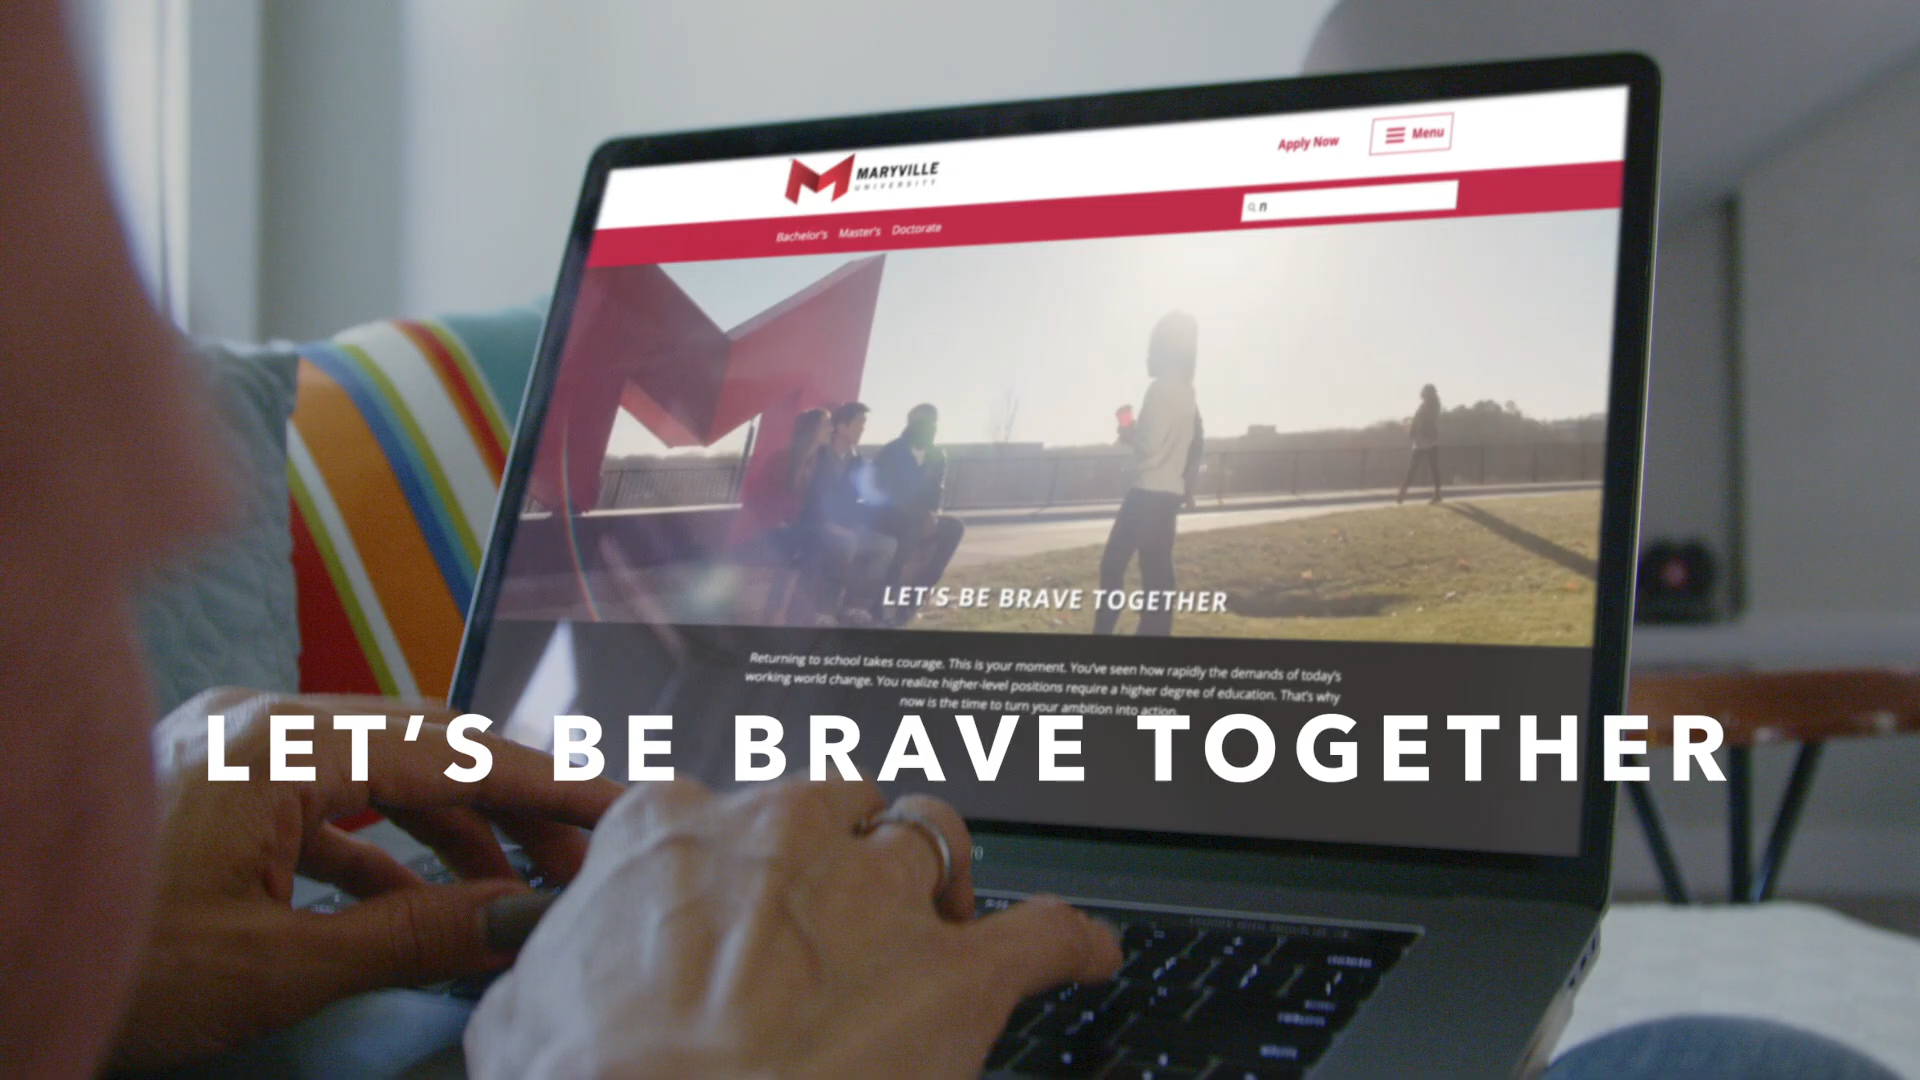 MARYVILLE
UNIVERSITY
Apply Now
Menu
Bachelor's Master's Doctorate
n
LET'S BE BRAVE TOGETHER
Returning to school takes courage. This is your moment. You've seen how rapidly the demands of today's
working world change. You realize higher-level positions require a higher degree of education. That's why
now is the time to turn your ambition into action.
LET’S BE BRAVE TOGETHER